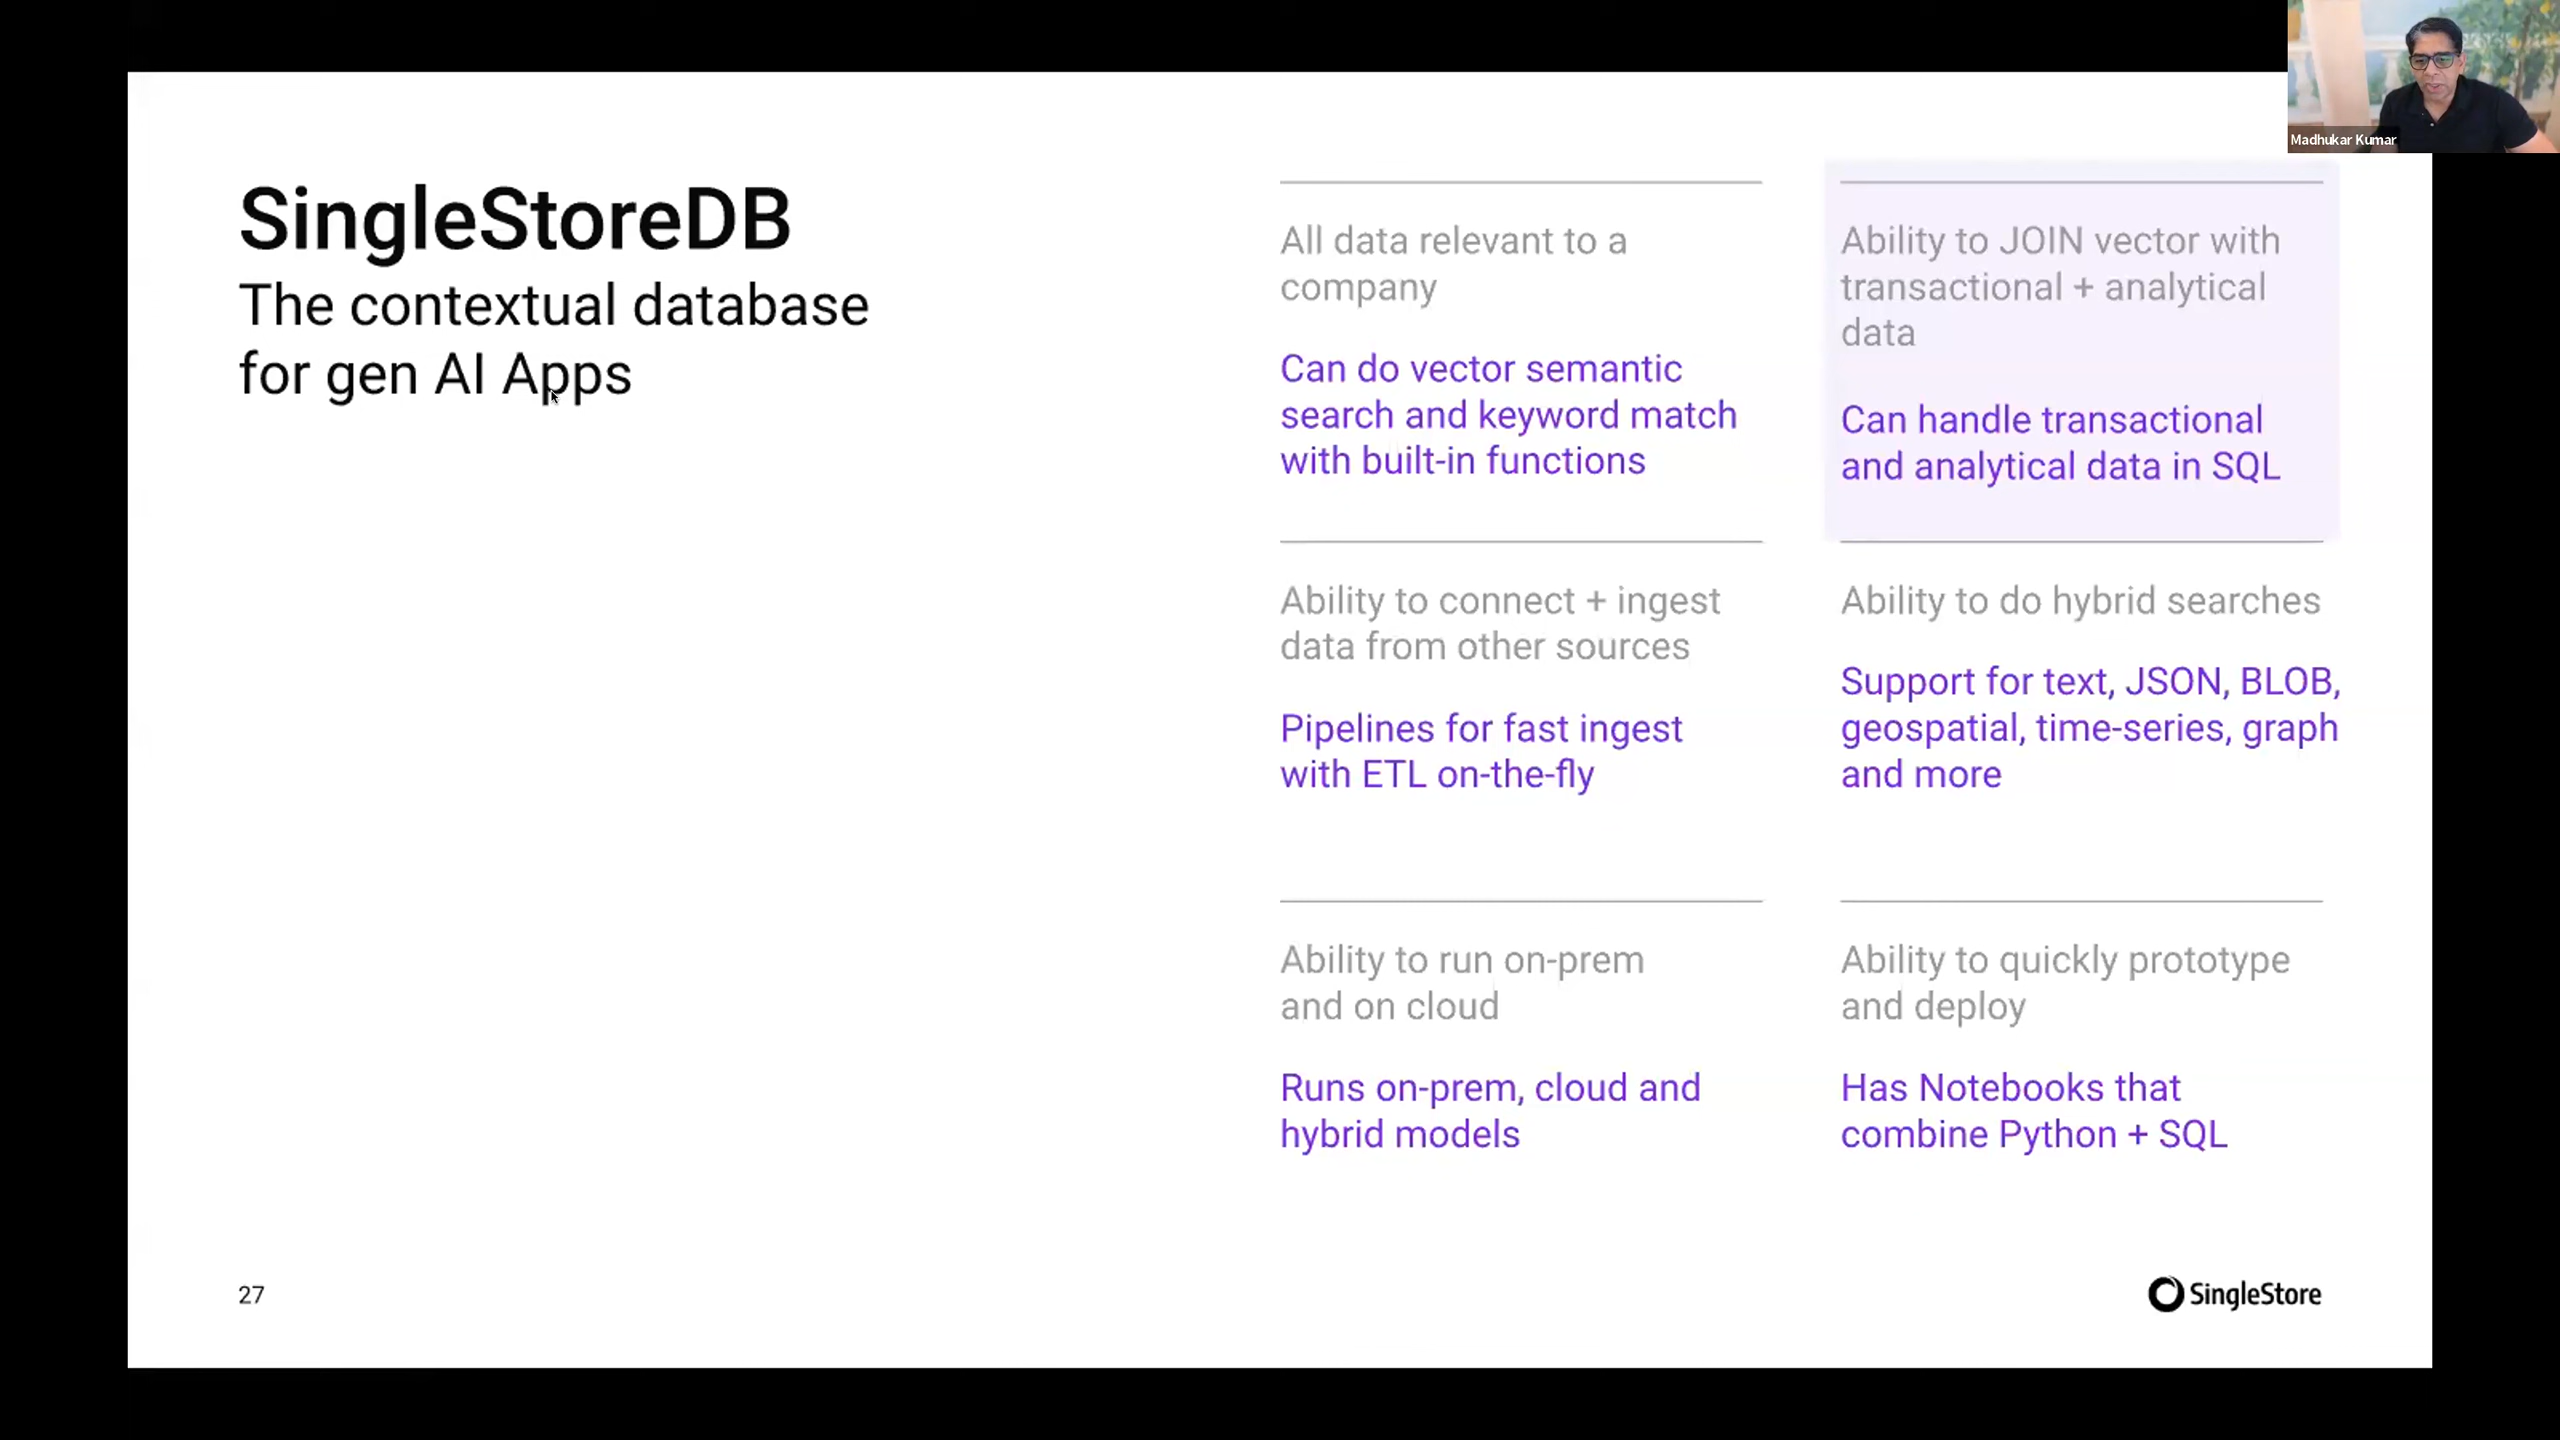 Madhukar Kumar
SingleStoreDB
The contextual database
for gen AI Apps
All data relevant to a
company
Can do vector semantic
search and keyword match
with built-in functions
Ability to JOIN vector with
transactional + analytical
data
Can handle transactional
and analytical data in SQL
Ability to connect + ingest
data from other sources
Pipelines for fast ingest
with ETL on-the-fly
Ability to do hybrid searches
Support for text, JSON, BLOB,
geospatial, time-series, graph
and more
Ability to run on-prem
and on cloud
Runs on-prem, cloud and
hybrid models
Ability to quickly prototype
and deploy
Has Notebooks that
combine Python + SQL
27
SingleStore